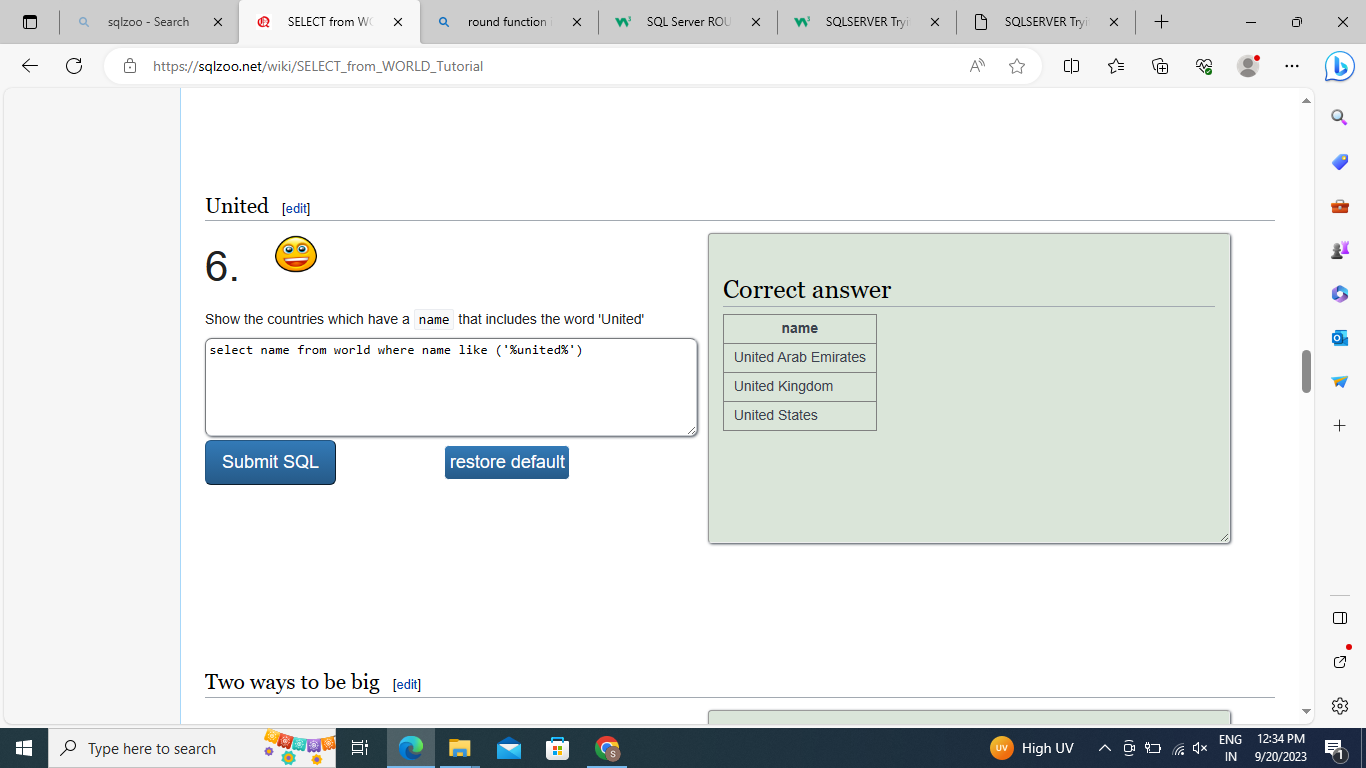 sqlzoo - Search
SELECT from WO
round function i
SQL Server ROU
SQLSERVER Tryi
SQLSERVER Tryi
https://sqlzoo.net/wiki/SELECT_from_WORLD_Tutorial
United [edit]
6.
Show the countries which have a name that includes the word 'United'
select name from world where name like ('%united%')
Submit SQL
restore default
Correct answer
name
United Arab Emirates
United Kingdom
United States
Two ways to be big [edit]
Type here to search
S
UV
High UV
ENG
IN
12:34 PM
9/20/2023
1